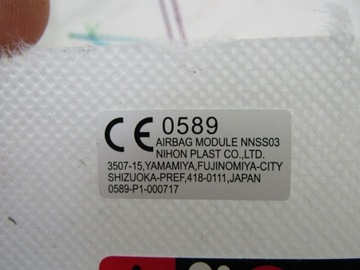 CE 0589
AIRBAG MODULE NNSS03
NIHON PLAST CO.,LTD.
3507-15,YAMAMIYA,FUJINOMIYA-CITY
SHIZUOKA-PREF,418-0111,JAPAN
0589-P1-000717